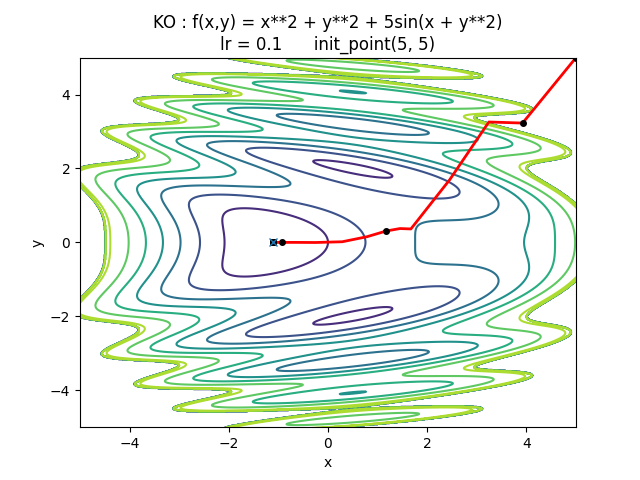 KO : f(x,y) = x**2 + y**2 + 5sin(x + y**2)
lr = 0.1      init_point(5, 5)
4
2
0
−2
−4
y
−4
−2
0
2
4
x